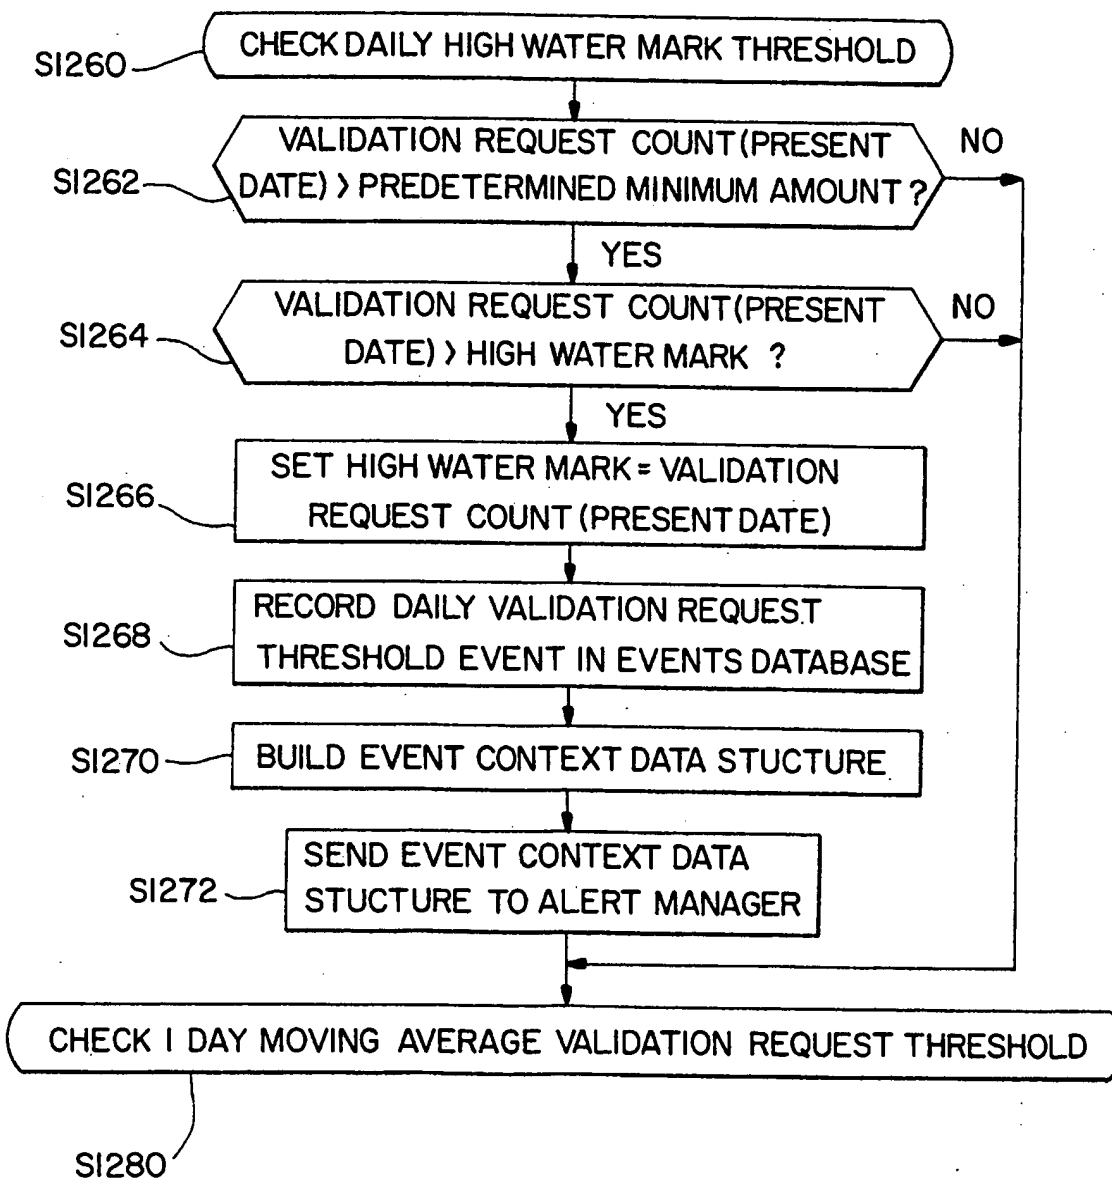 CHECK DAILY HIGH WATER MARK THRESHOLD
S1260
VALIDATION REQUEST COUNT (PRESENT
DATE) > PREDETERMINED MINIMUM AMOUNT ?
NO
S1262
YES
VALIDATION REQUEST COUNT (PRESENT
DATE) > HIGH WATER MARK ?
NO
S1264
YES
SET HIGH WATER MARK = VALIDATION
REQUEST COUNT (PRESENT DATE)
S1266
RECORD DAILY VALIDATION REQUEST
THRESHOLD EVENT IN EVENTS DATABASE
S1268
BUILD EVENT CONTEXT DATA STUCTURE
S1270
SEND EVENT CONTEXT DATA
STUCTURE TO ALERT MANAGER
S1272
CHECK 1 DAY MOVING AVERAGE VALIDATION REQUEST THRESHOLD
S1280